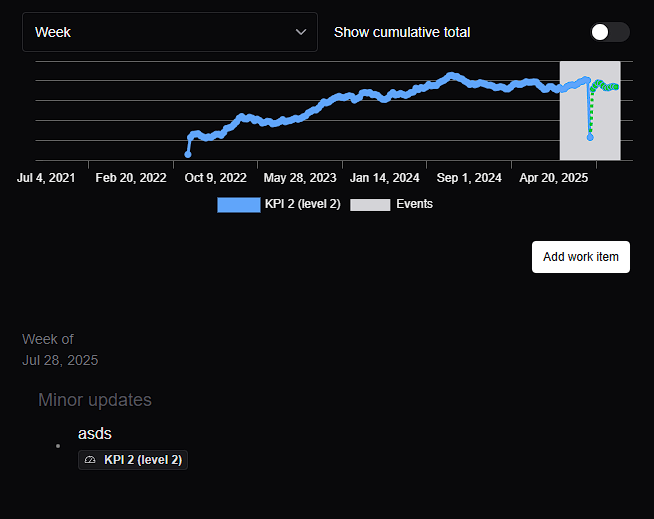 Week
Show cumulative total
Jul 4, 2021 Feb 20, 2022 Oct 9, 2022 May 28, 2023 Jan 14, 2024 Sep 1, 2024 Apr 20, 2025
KPI 2 (level 2) Events
Add work item
Week of
Jul 28, 2025
Minor updates
asds
KPI 2 (level 2)